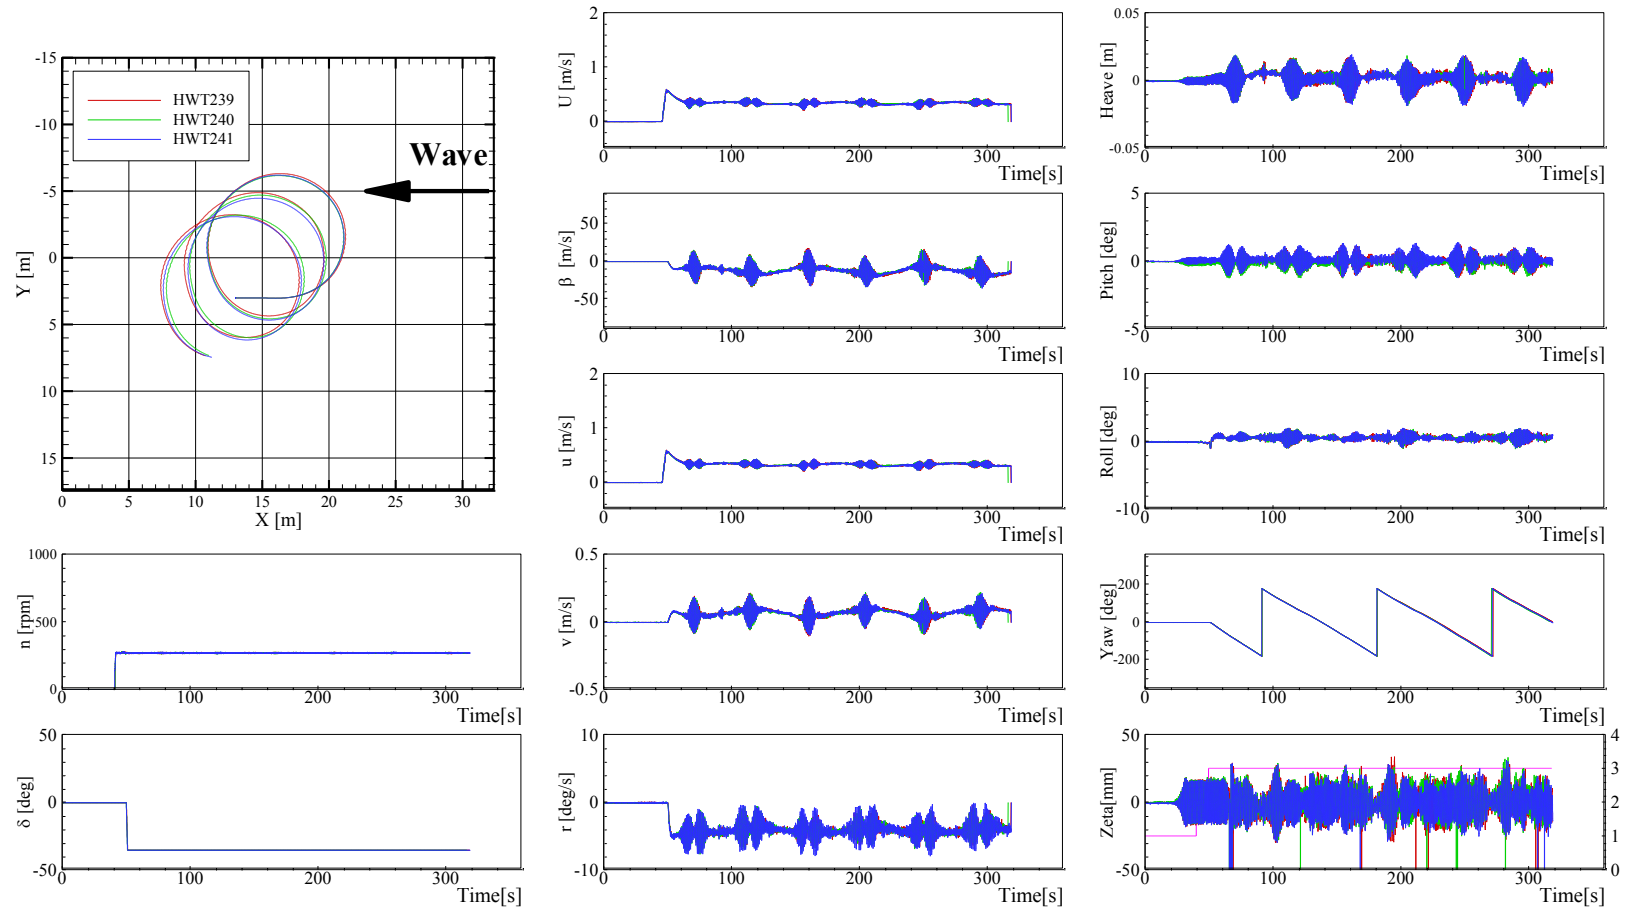 -15
-10
-5
0
5
10
15
Y [m]
0 5 10 15 20 25 30
X [m]
HWT239
HWT240
HWT241
Wave
1000
500
0
n [rpm]
0 100 200 300
Time[s]
50
0
-50
δ [deg]
0 100 200 300
Time[s]
2
1
0
U [m/s]
0 100 200 300
Time[s]
50
0
-50
β [m/s]
0 100 200 300
Time[s]
2
1
0
u [m/s]
0 100 200 300
Time[s]
0.5
0
-0.5
v [m/s]
0 100 200 300
Time[s]
10
0
-10
r [deg/s]
0 100 200 300
Time[s]
0.05
0
-0.05
Heave [m]
0 100 200 300
Time[s]
5
0
-5
Pitch [deg]
0 100 200 300
Time[s]
10
0
-10
Roll [deg]
0 100 200 300
Time[s]
200
0
-200
Yaw [deg]
0 100 200 300
Time[s]
50
0
-50
Zeta[mm]
4
3
2
1
0
0 100 200 300
Time[s]